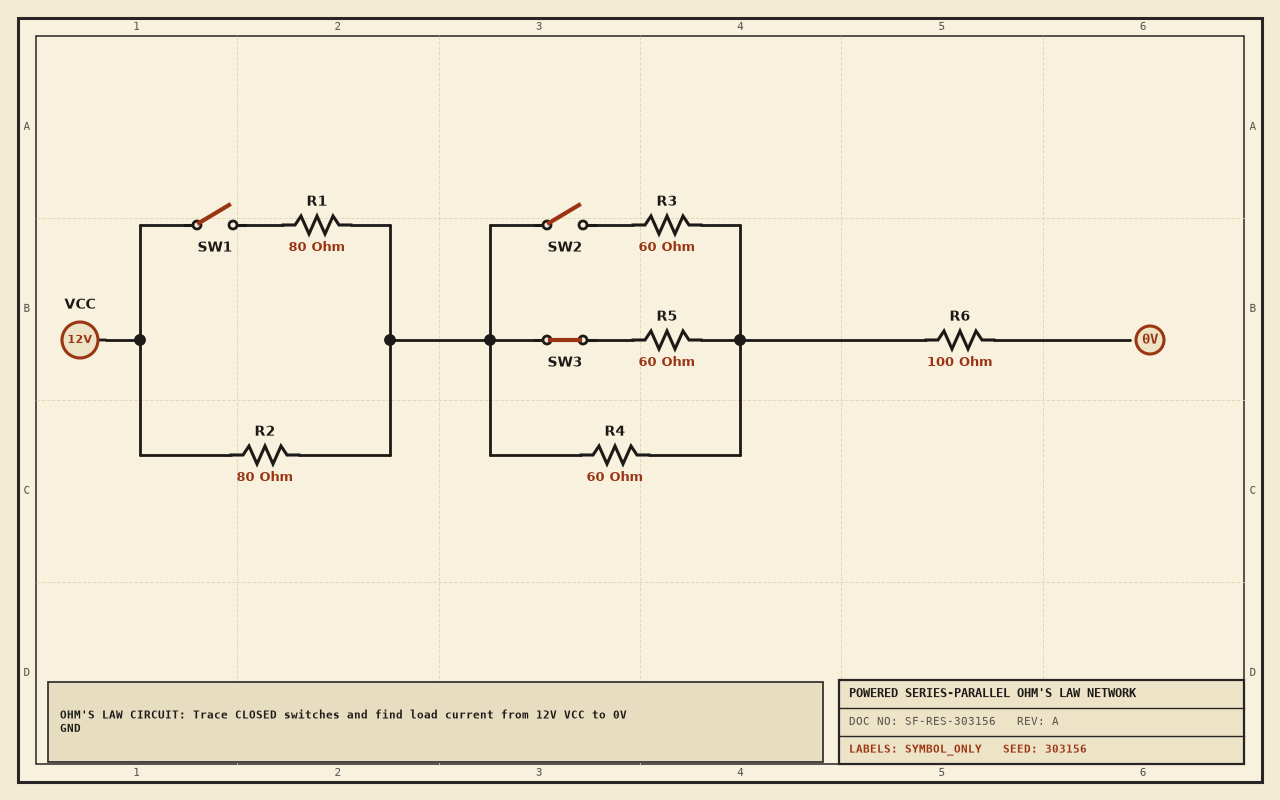 1 2 3 4 5 6
A A
R1 R3
SW1 80 Ohm SW2 60 Ohm
VCC
B B
R5 R6
12V 0V
SW3 60 Ohm 100 Ohm
R2 R4
80 Ohm 60 Ohm
C C
D D
OHM'S LAW CIRCUIT: Trace CLOSED switches and find load current from 12V VCC to 0V
GND
POWERED SERIES-PARALLEL OHM'S LAW NETWORK
DOC NO: SF-RES-303156 REV: A
LABELS: SYMBOL_ONLY SEED: 303156
1 2 3 4 5 6